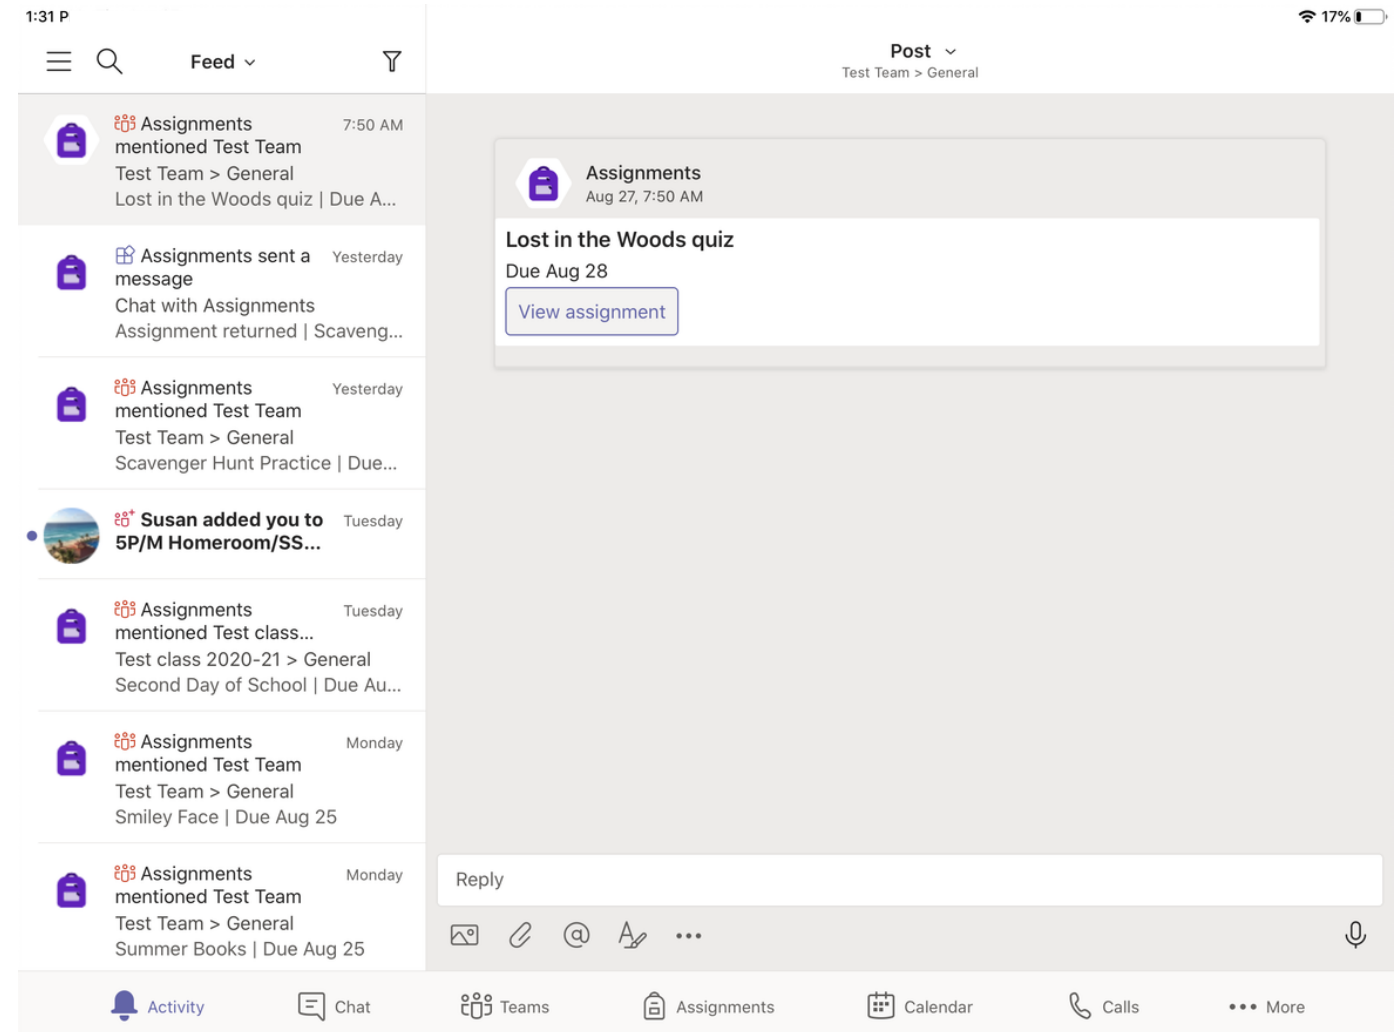 1:31 P
17%
Feed
Post
Test Team > General
Assignments 7:50 AM
mentioned Test Team
Test Team > General
Lost in the Woods quiz | Due A...
Assignments sent a Yesterday
message
Chat with Assignments
Assignment returned | Scaveng...
Assignments Yesterday
mentioned Test Team
Test Team > General
Scavenger Hunt Practice | Due...
Susan added you to Tuesday
5P/M Homeroom/SS...
Assignments Tuesday
mentioned Test class...
Test class 2020-21 > General
Second Day of School | Due Au...
Assignments Monday
mentioned Test Team
Test Team > General
Smiley Face | Due Aug 25
Assignments Monday
mentioned Test Team
Test Team > General
Summer Books | Due Aug 25
Assignments
Aug 27, 7:50 AM
Lost in the Woods quiz
Due Aug 28
View assignment
Reply
Activity Chat Teams Assignments Calendar Calls More